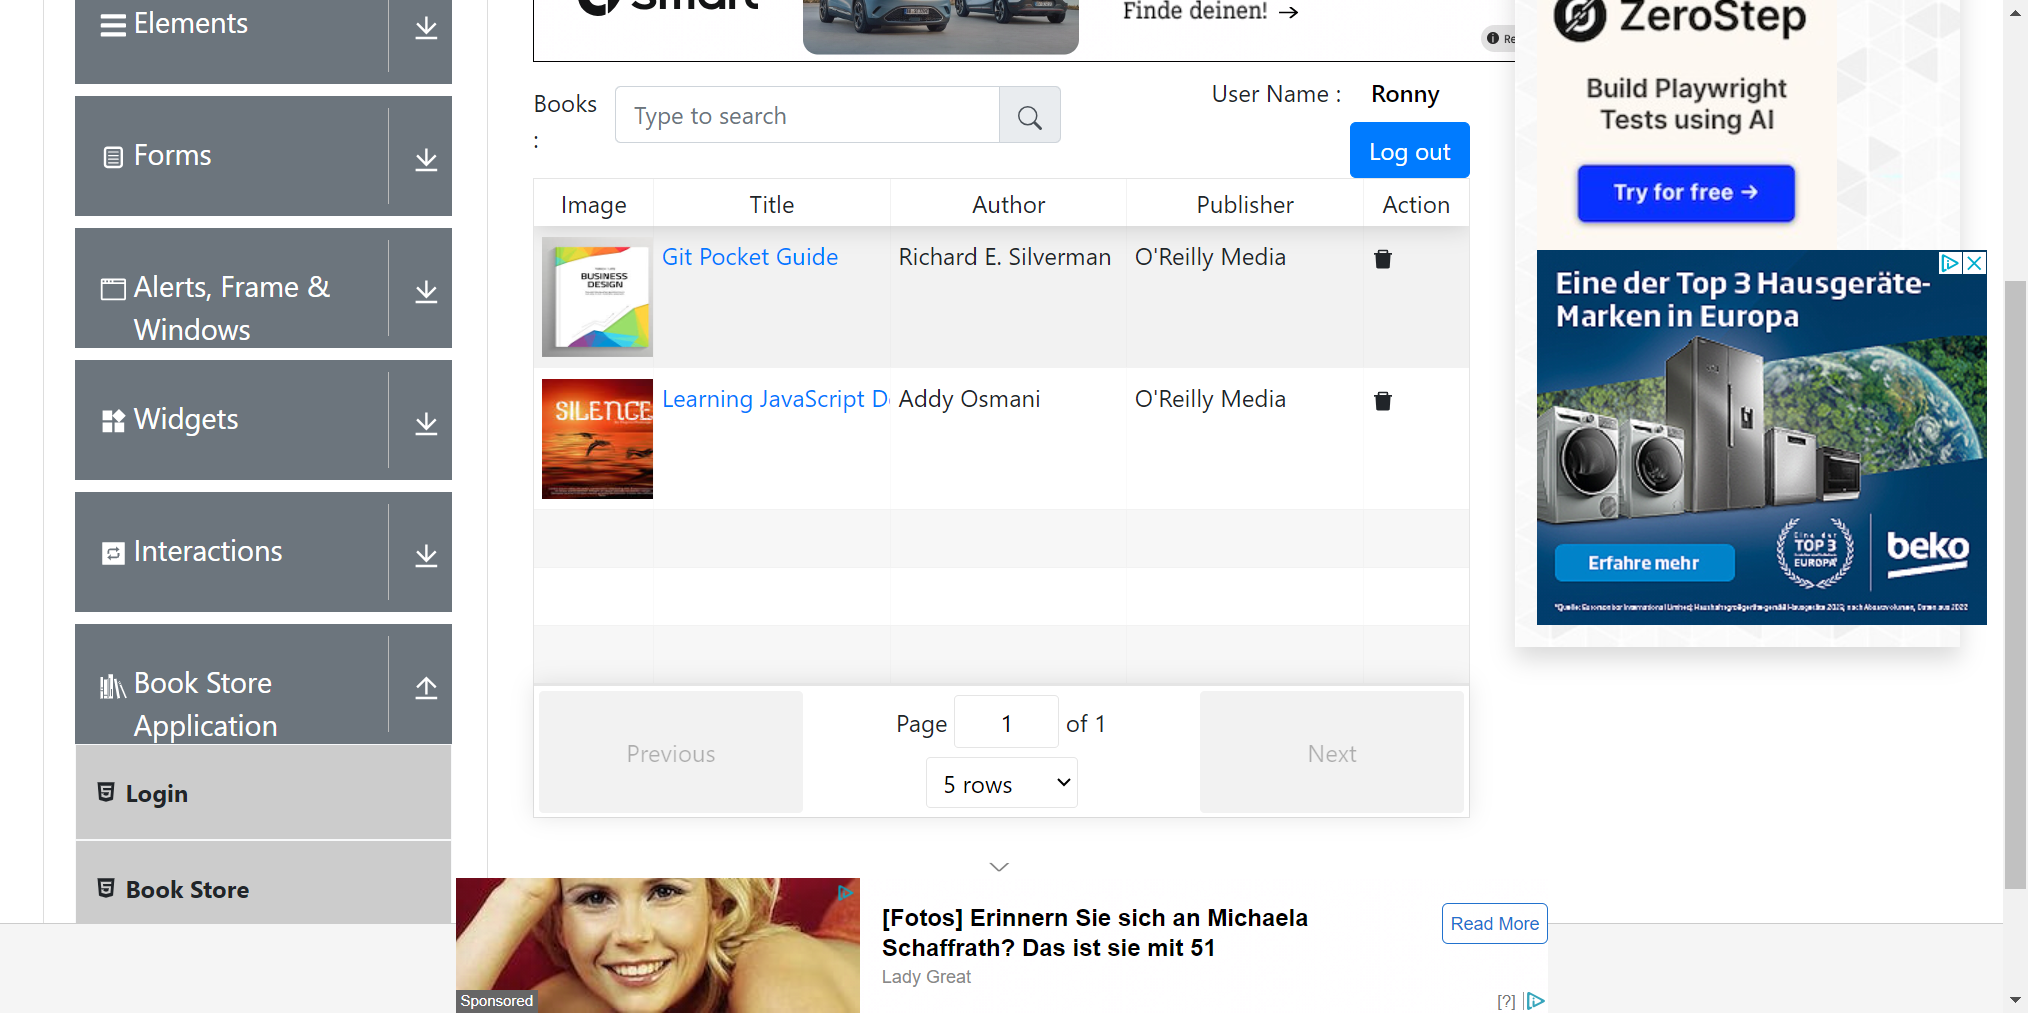 Elements
Forms
Alerts, Frame &
Windows
Widgets
Interactions
Book Store
Application
Login
Book Store
smart
Finde deinen! →
Re
Books
:
Type to search
User Name :
Ronny
Log out
Image
Title
Author
Publisher
Action
BUSINESS
DESIGN
Git Pocket Guide
Richard E. Silverman
O'Reilly Media
SILENCE
Learning JavaScript De
Addy Osmani
O'Reilly Media
Previous
Page
1
of 1
5 rows
Next
ZeroStep
Build Playwright
Tests using AI
Try for free →
Eine der Top 3 Hausgeräte-
Marken in Europa
Erfahre mehr
Eine der
TOP 3
EUROPA*
beko
[Fotos] Erinnern Sie sich an Michaela
Schaffrath? Das ist sie mit 51
Lady Great
Read More
Sponsored
[?]